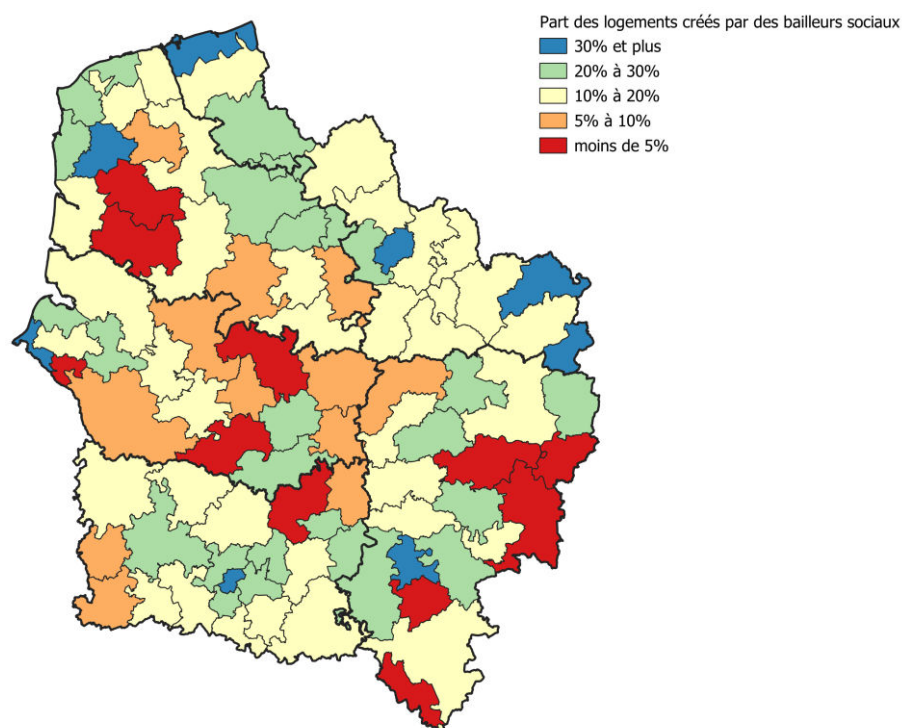 Part des logements créés par des bailleurs sociaux
30% et plus
20% à 30%
10% à 20%
5% à 10%
moins de 5%